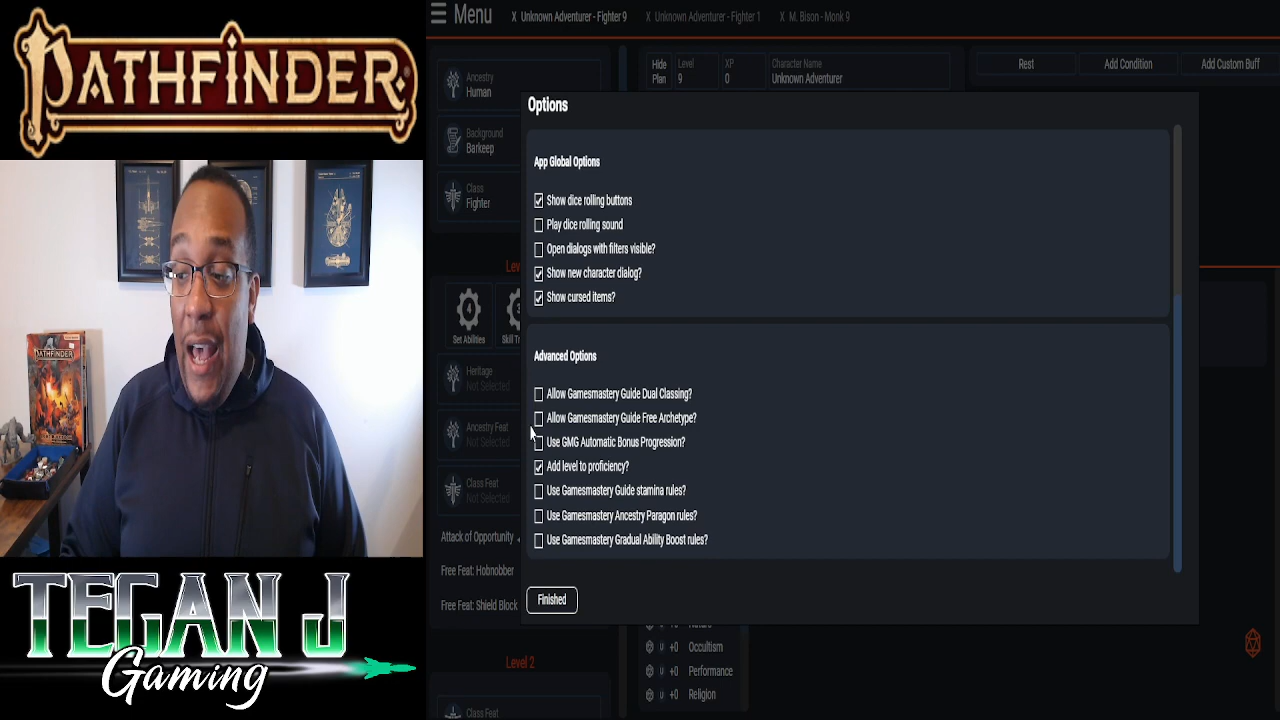 PATHFINDER
PATHFINDER
TEGAN J
Gaming
Menu
X Unknown Adventurer - Fighter 9
X Unknown Adventurer - Fighter 1
X M. Bison - Monk 9
Ancestry
Human
Background
Barkeep
Class
Fighter
Hide
Plan
Level
9
XP
0
Character Name
Unknown Adventurer
Rest
Add Condition
Add Custom Buff
Options
App Global Options
Show dice rolling buttons
Play dice rolling sound
Open dialogs with filters visible?
Show new character dialog?
Show cursed items?
Advanced Options
Allow Gamesmastery Guide Dual Classing?
Allow Gamesmastery Guide Free Archetype?
Use GMG Automatic Bonus Progression?
Add level to proficiency?
Use Gamesmastery Guide stamina rules?
Use Gamesmastery Ancestry Paragon rules?
Use Gamesmastery Gradual Ability Boost rules?
Finished
4
Set Abilities
Heritage
Not Selected
Ancestry Feat
Not Selected
Class Feat
Not Selected
Attack of Opportunity
Free Feat: Hobnobber
Free Feat: Shield Block
Level 2
Class Feat
U +0 Occultism
U +0 Performance
U +0 Religion